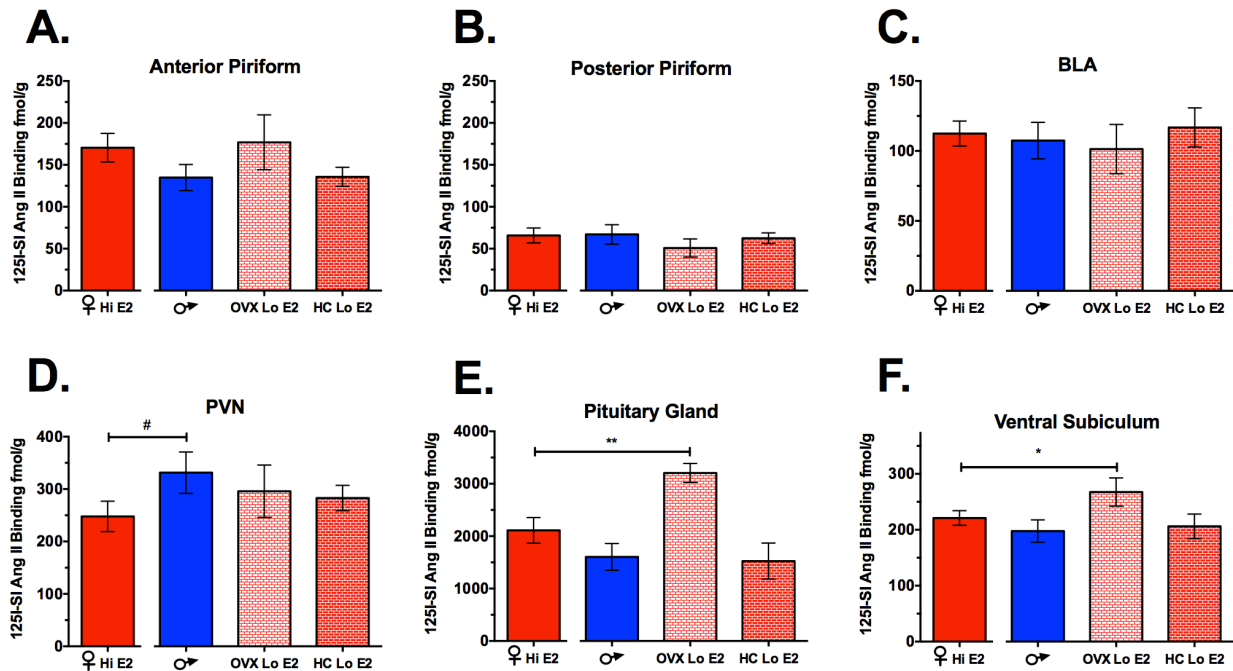 A.
Anterior Piriform
125I-SI Ang II Binding fmol/g
250
200
150
100
50
0
♀ Hi E2
♂
OVX Lo E2
HC Lo E2
B.
Posterior Piriform
125I-SI Ang II Binding fmol/g
250
200
150
100
50
0
♀ Hi E2
♂
OVX Lo E2
HC Lo E2
C.
BLA
125I-SI Ang II Binding fmol/g
150
100
50
0
♀ Hi E2
♂
OVX Lo E2
HC Lo E2
D.
PVN
125I-SI Ang II Binding fmol/g
400
300
200
300
100
0
#
♀ Hi E2
♂
OVX Lo E2
HC Lo E2
E.
Pituitary Gland
125I-SI Ang II Binding fmol/g
4000
3000
2000
1000
0
**
♀ Hi E2
♂
OVX Lo E2
HC Lo E2
F.
Ventral Subiculum
125I-SI Ang II Binding fmol/g
300
200
100
0
*
♀ Hi E2
♂
OVX Lo E2
HC Lo E2